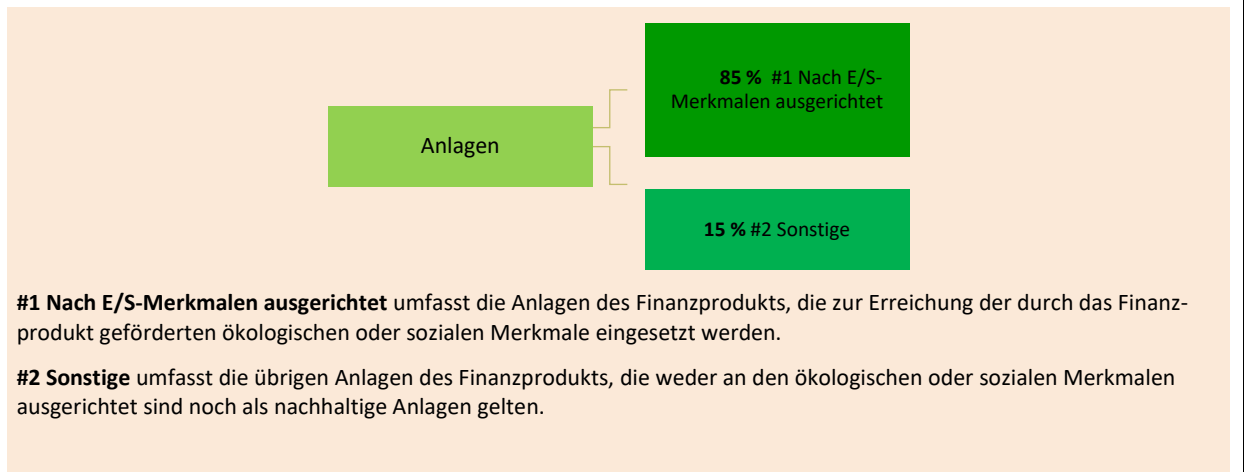 85 % #1 Nach E/S-
Merkmalen ausgerichtet
Anlagen
15 % #2 Sonstige
#1 Nach E/S-Merkmalen ausgerichtet umfasst die Anlagen des Finanzprodukts, die zur Erreichung der durch das Finanz-
produkt geförderten ökologischen oder sozialen Merkmale eingesetzt werden.
#2 Sonstige umfasst die übrigen Anlagen des Finanzprodukts, die weder an den ökologischen oder sozialen Merkmalen
ausgerichtet sind noch als nachhaltige Anlagen gelten.